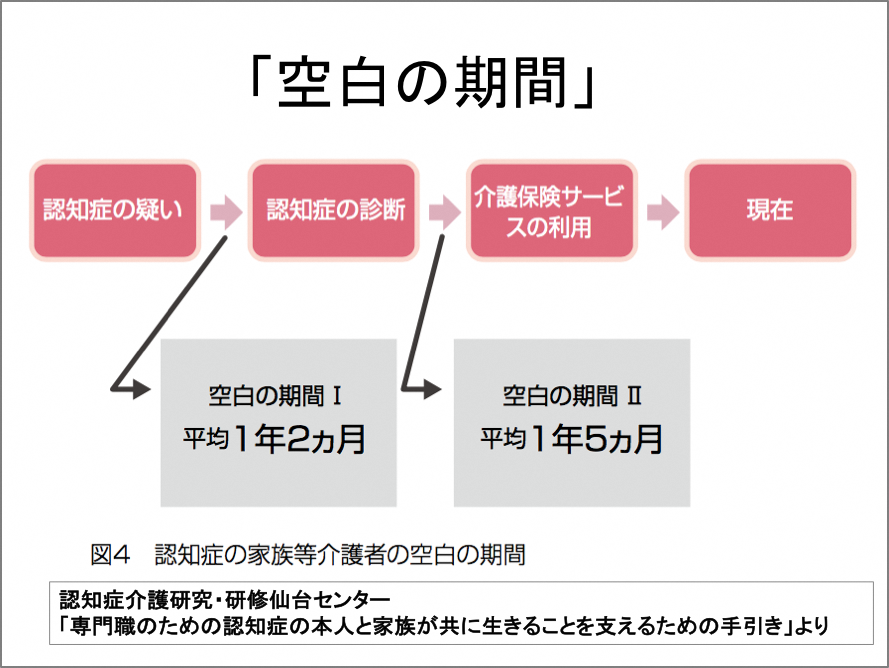 「空白の期間」
認知症の疑い
認知症の診断
介護保険サービ
スの利用
現在
空白の期間 Ⅰ
平均1年2ヵ月
空白の期間 Ⅱ
平均1年5ヵ月
図4　認知症の家族等介護者の空白の期間
認知症介護研究・研修仙台センター
「専門職のための認知症の本人と家族が共に生きることを支えるための手引き」より